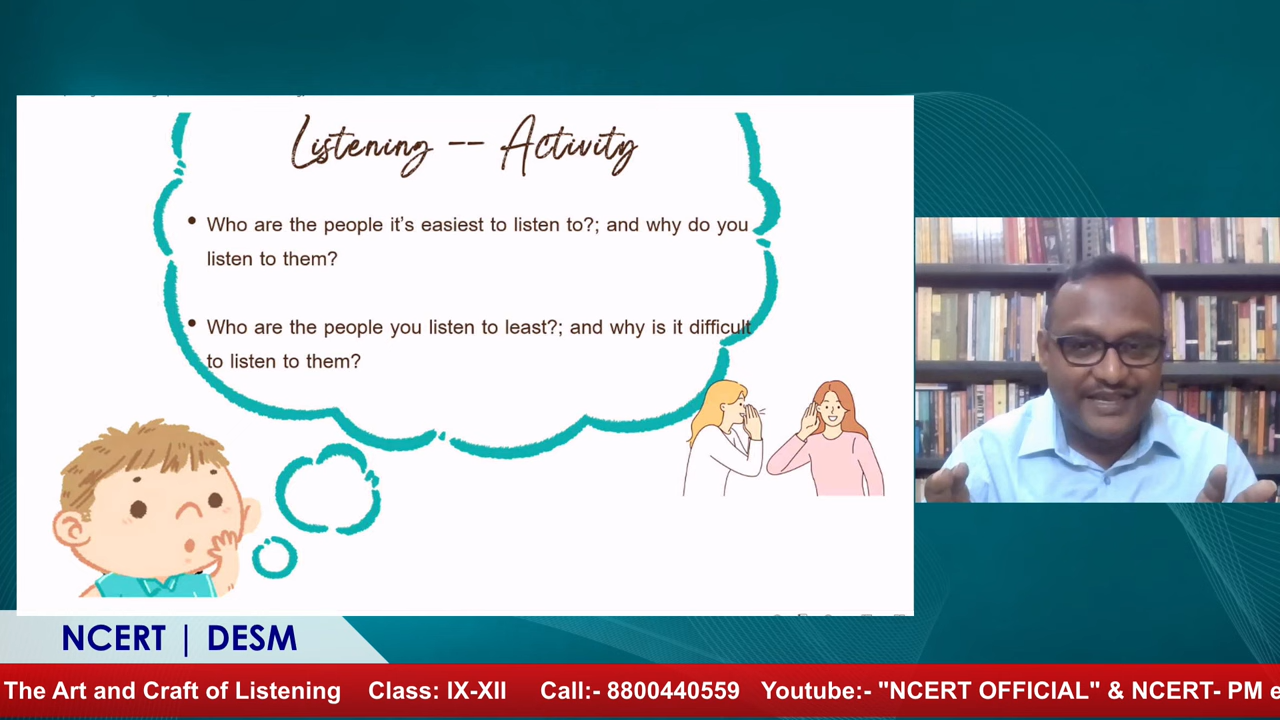 Listening -- Activity
• Who are the people it's easiest to listen to?; and why do you
listen to them?
• Who are the people you listen to least?; and why is it difficult
to listen to them?
NCERT | DESM
The Art and Craft of Listening Class: IX-XII Call:- 8800440559 Youtube:- "NCERT OFFICIAL" & NCERT- PM e